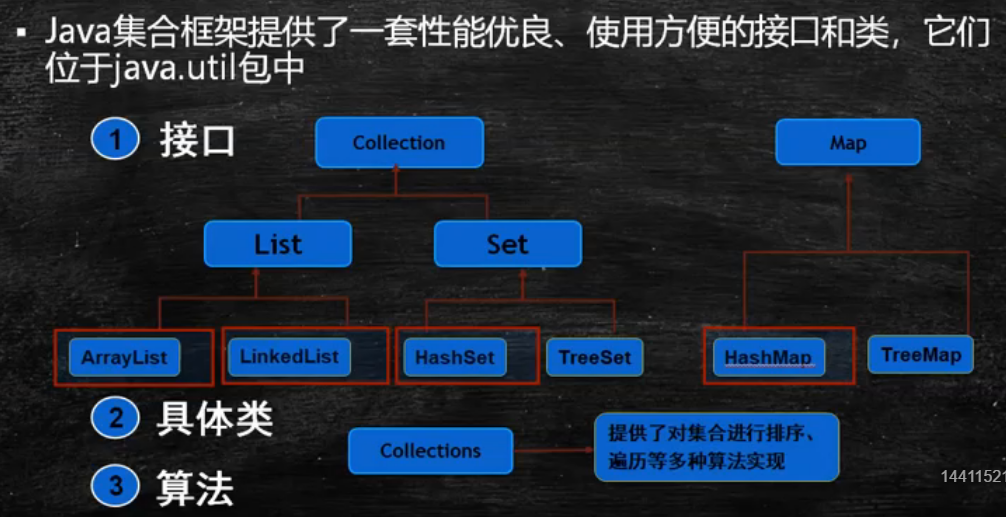 ▪ Java集合框架提供了一套性能优良、使用方便的接口和类，它们
位于java.util包中
1 接口
Collection
Map
List
Set
ArrayList
LinkedList
HashSet
TreeSet
HashMap
TreeMap
2 具体类
Collections
提供了对集合进行排序、
遍历等多种算法实现
3 算法
14411521